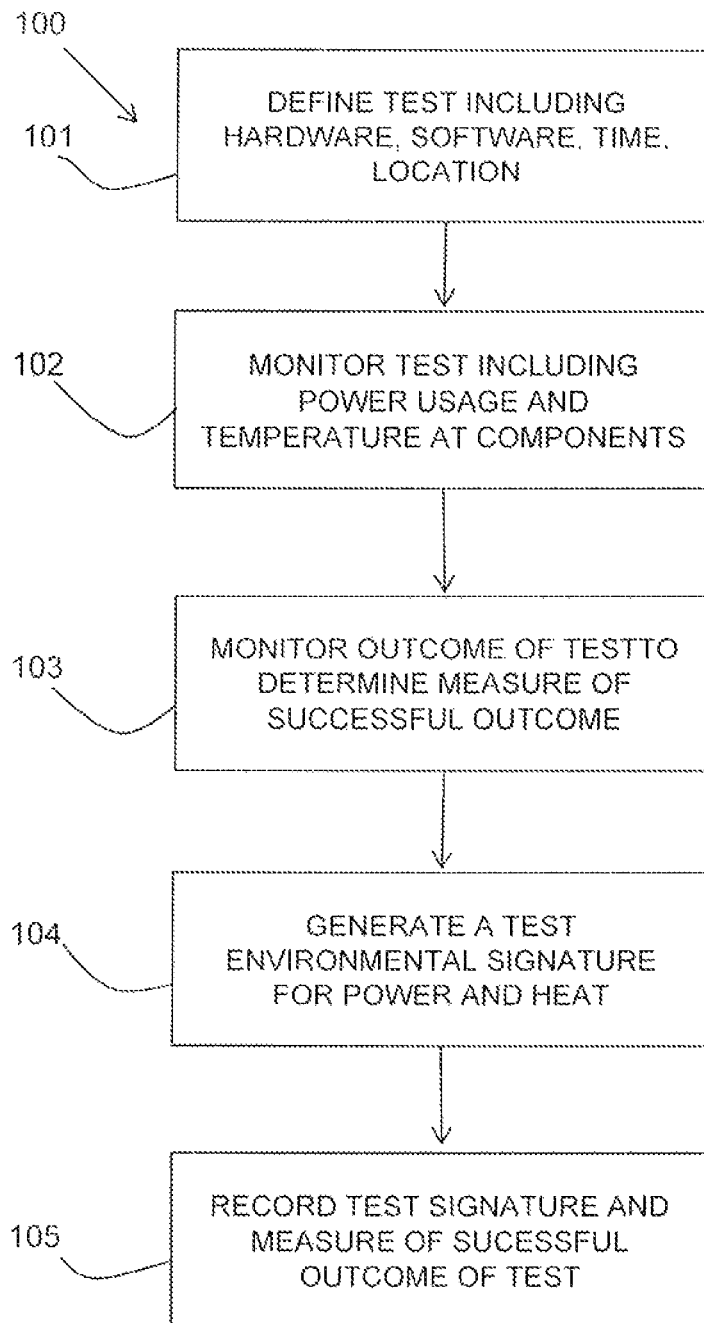 100
101
DEFINE TEST INCLUDING
HARDWARE, SOFTWARE, TIME,
LOCATION
102
MONITOR TEST INCLUDING
POWER USAGE AND
TEMPERATURE AT COMPONENTS
103
MONITOR OUTCOME OF TESTTO
DETERMINE MEASURE OF
SUCCESSFUL OUTCOME
104
GENERATE A TEST
ENVIRONMENTAL SIGNATURE
FOR POWER AND HEAT
105
RECORD TEST SIGNATURE AND
MEASURE OF SUCESSFUL
OUTCOME OF TEST